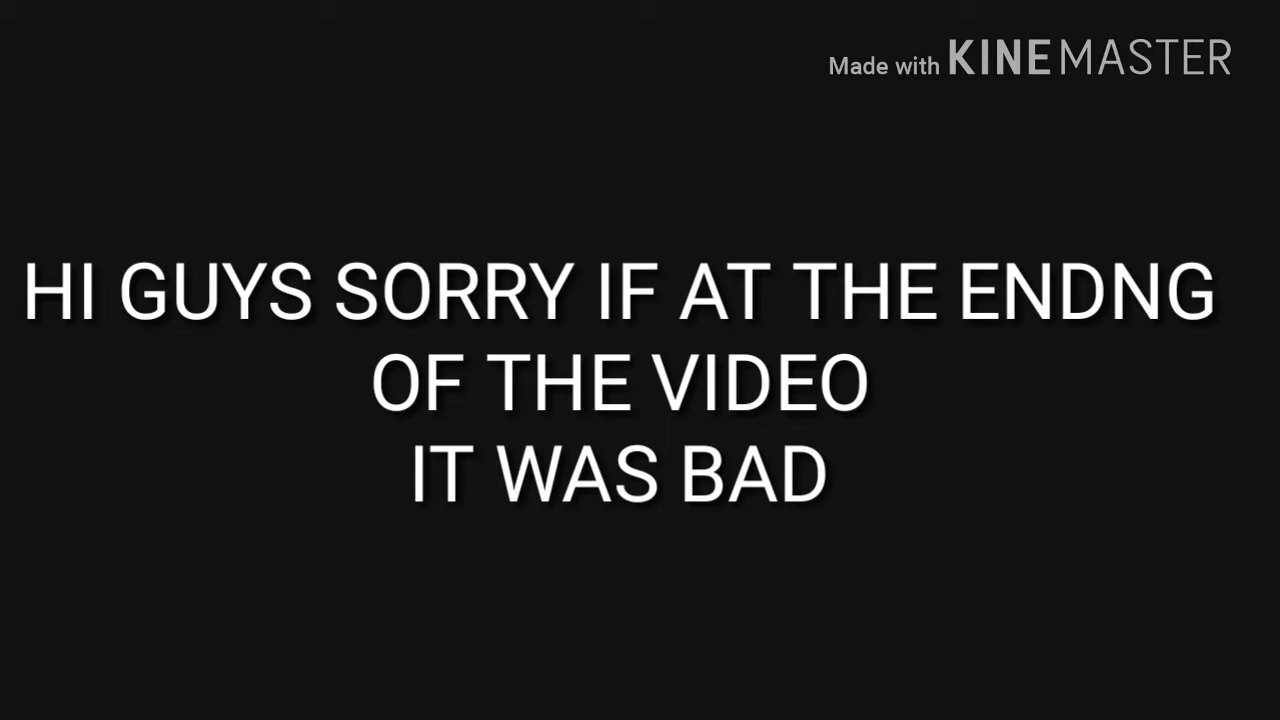 Made with KINEMASTER
HI GUYS SORRY IF AT THE ENDNG
OF THE VIDEO
IT WAS BAD